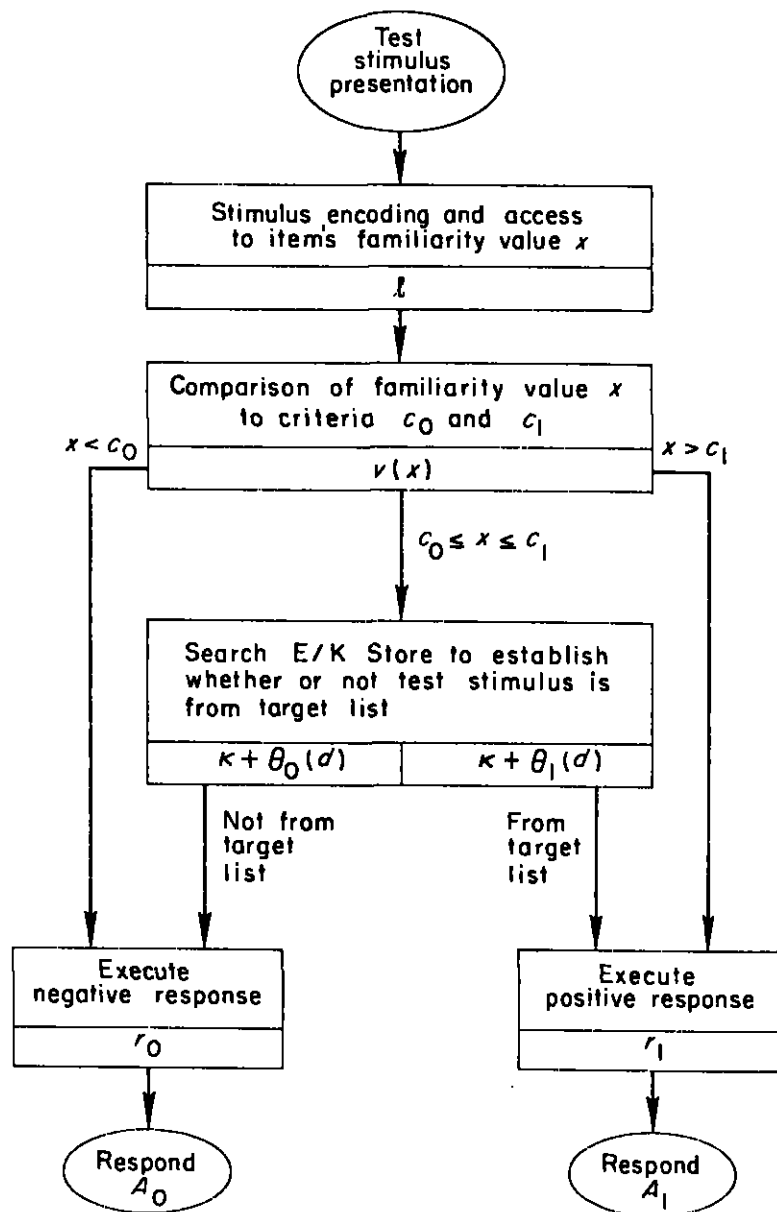 Test
stimulus
presentation
Stimulus encoding and access
to item's familiarity value x
ℓ
Comparison of familiarity value x
to criteria c₀ and c₁
x < c₀
x > c₁
v(x)
c₀ ≤ x ≤ c₁
Search E/K Store to establish
whether or not test stimulus is
from target list
κ + θ₀(d)
κ + θ₁(d)
Not from
target
list
From
target
list
Execute
negative response
r₀
Execute
positive response
r₁
Respond
A₀
Respond
A₁